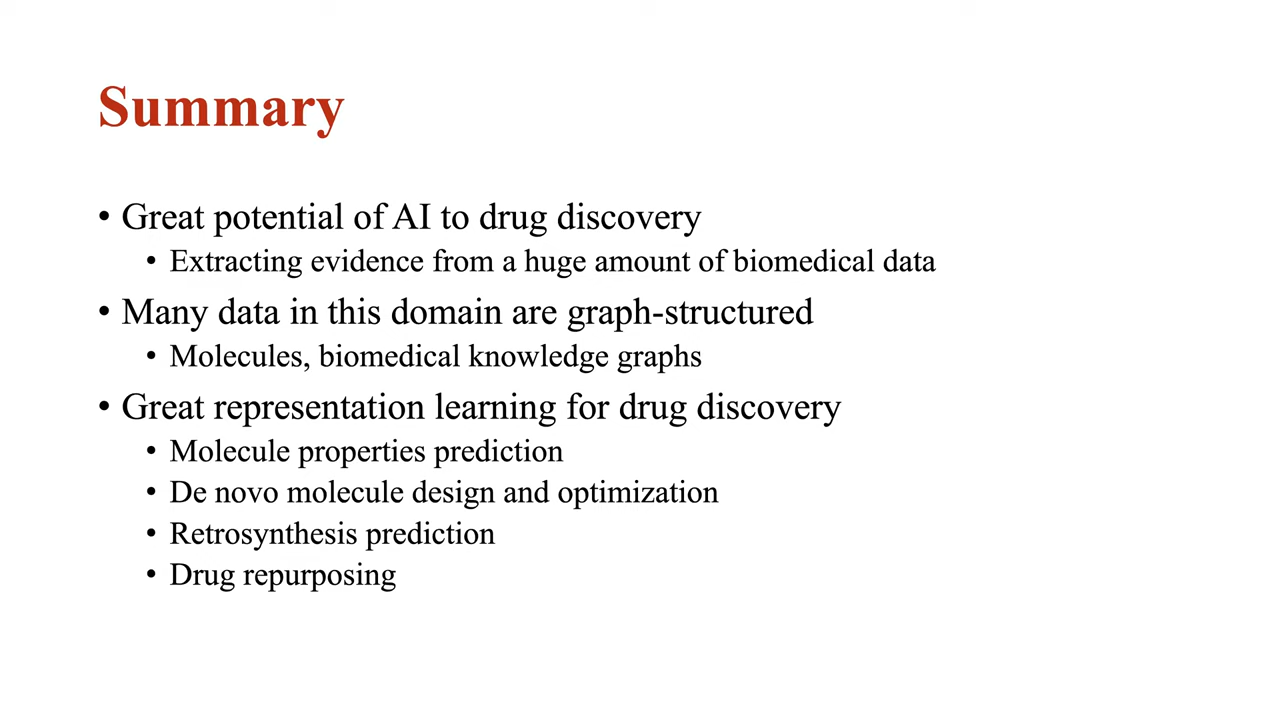 Summary
• Great potential of AI to drug discovery
• Extracting evidence from a huge amount of biomedical data
• Many data in this domain are graph-structured
• Molecules, biomedical knowledge graphs
• Great representation learning for drug discovery
• Molecule properties prediction
• De novo molecule design and optimization
• Retrosynthesis prediction
• Drug repurposing